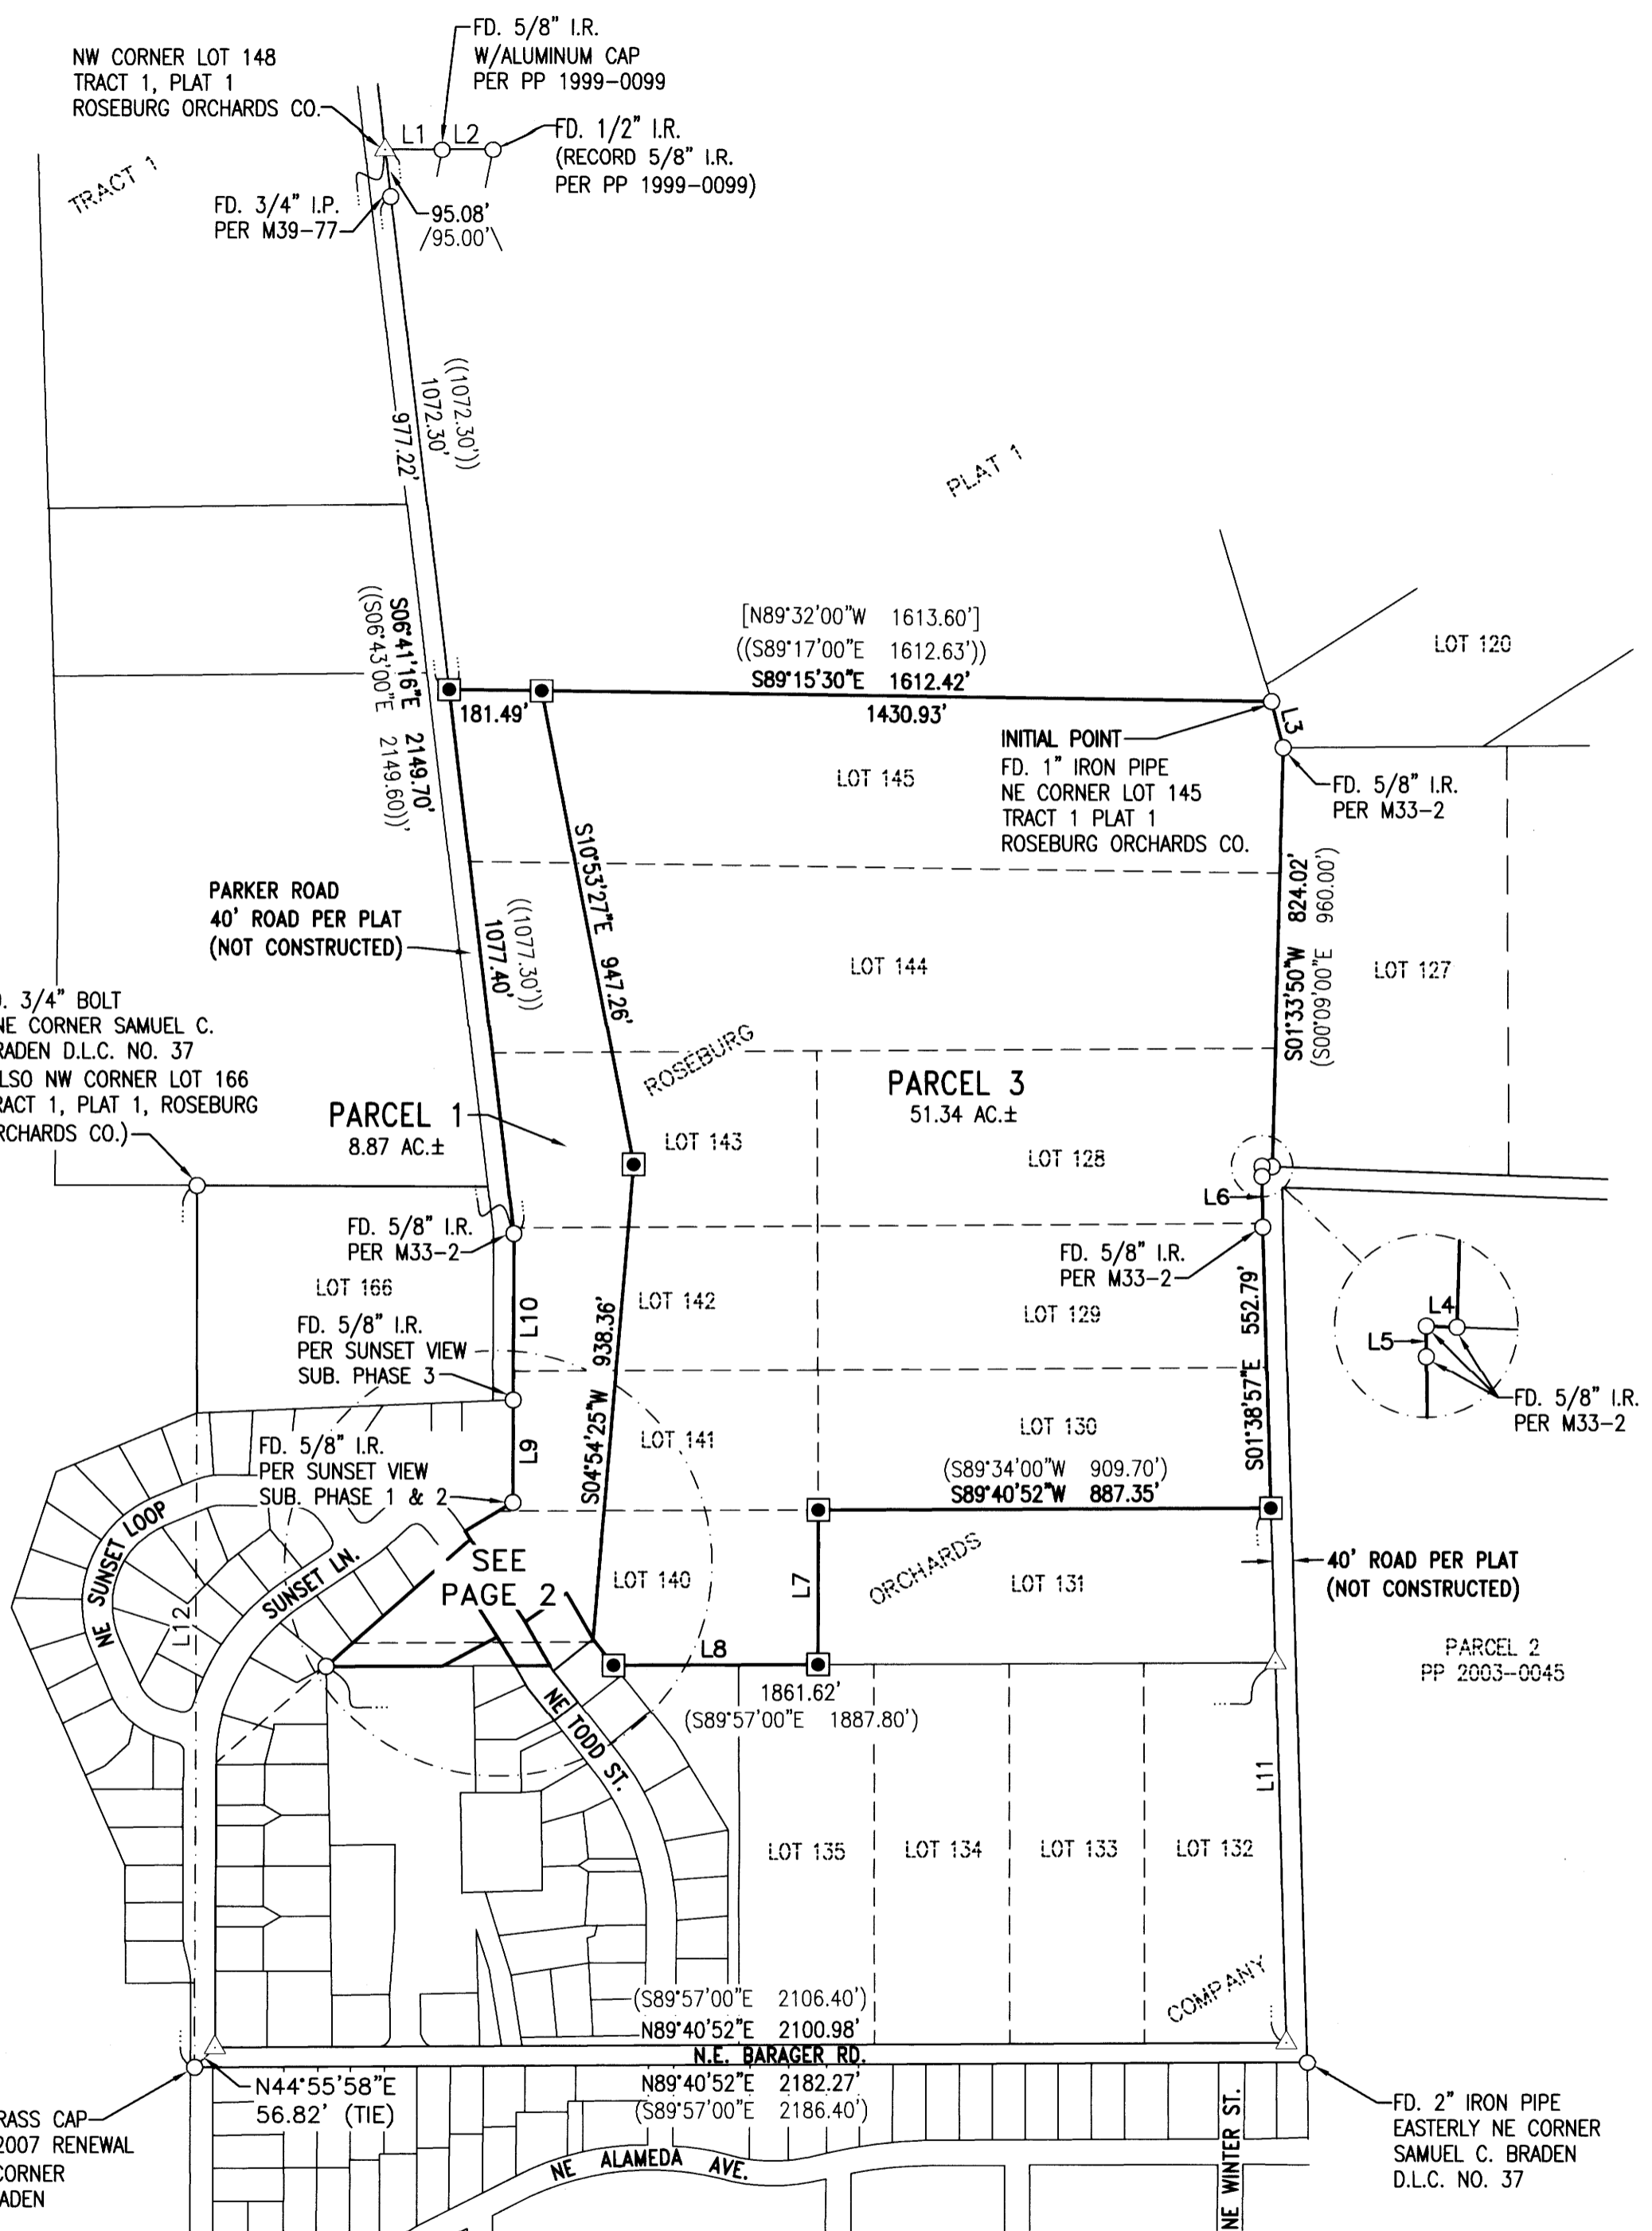 NW CORNER LOT 148
TRACT 1, PLAT 1
ROSEBURG ORCHARDS CO.
FD. 5/8" I.R.
W/ALUMINUM CAP
PER PP 1999-0099
L1
L2
FD. 1/2" I.R.
(RECORD 5/8" I.R.
PER PP 1999-0099)
TRACT 1
FD. 3/4" I.P.
PER M39-77
95.08'
/95.00'\
((1072.30'))
1072.30'
977.22'
PLAT 1
S06°41'16"E 2149.70'
((S06°43'00"E 2149.60))'
[N89°32'00"W 1613.60']
((S89°17'00"E 1612.63'))
S89°15'30"E 1612.42'
181.49'
1430.93'
LOT 120
L3
INITIAL POINT
FD. 1" IRON PIPE
NE CORNER LOT 145
TRACT 1 PLAT 1
ROSEBURG ORCHARDS CO.
LOT 145
FD. 5/8" I.R.
PER M33-2
S10°53'27"E 947.26'
PARKER ROAD
40' ROAD PER PLAT
(NOT CONSTRUCTED)
((1077.30'))
1077.40'
S01°33'50"W 824.02'
(S00°09'00"E 960.00')
LOT 144
LOT 127
. 3/4" BOLT
NE CORNER SAMUEL C.
RADEN D.L.C. NO. 37
LSO NW CORNER LOT 166
RACT 1, PLAT 1, ROSEBURG
RCHARDS CO.)
ROSEBURG
PARCEL 3
51.34 AC.±
PARCEL 1
8.87 AC.±
LOT 143
LOT 128
L6
FD. 5/8" I.R.
PER M33-2
FD. 5/8" I.R.
PER M33-2
LOT 166
L10
LOT 142
LOT 129
S01°38'57"E 552.79'
L4
L5
FD. 5/8" I.R.
PER M33-2
FD. 5/8" I.R.
PER SUNSET VIEW
SUB. PHASE 3
S04°54'25"W 938.36'
L9
LOT 141
LOT 130
FD. 5/8" I.R.
PER SUNSET VIEW
SUB. PHASE 1 & 2
(S89°34'00"W 909.70')
S89°40'52"W 887.35'
NE SUNSET LOOP
SUNSET LN.
SEE
PAGE 2
LOT 140
L7
ORCHARDS
LOT 131
40' ROAD PER PLAT
(NOT CONSTRUCTED)
L12
L8
1861.62'
(S89°57'00"E 1887.80')
PARCEL 2
PP 2003-0045
NE TODD ST.
L11
LOT 135
LOT 134
LOT 133
LOT 132
COMPANY
(S89°57'00"E 2106.40')
N89°40'52"E 2100.98'
N.E. BARAGER RD.
N89°40'52"E 2182.27'
(S89°57'00"E 2186.40')
N44°55'58"E
56.82' (TIE)
RASS CAP
2007 RENEWAL
CORNER
ADEN
NE ALAMEDA AVE.
NE WINTER ST.
FD. 2" IRON PIPE
EASTERLY NE CORNER
SAMUEL C. BRADEN
D.L.C. NO. 37